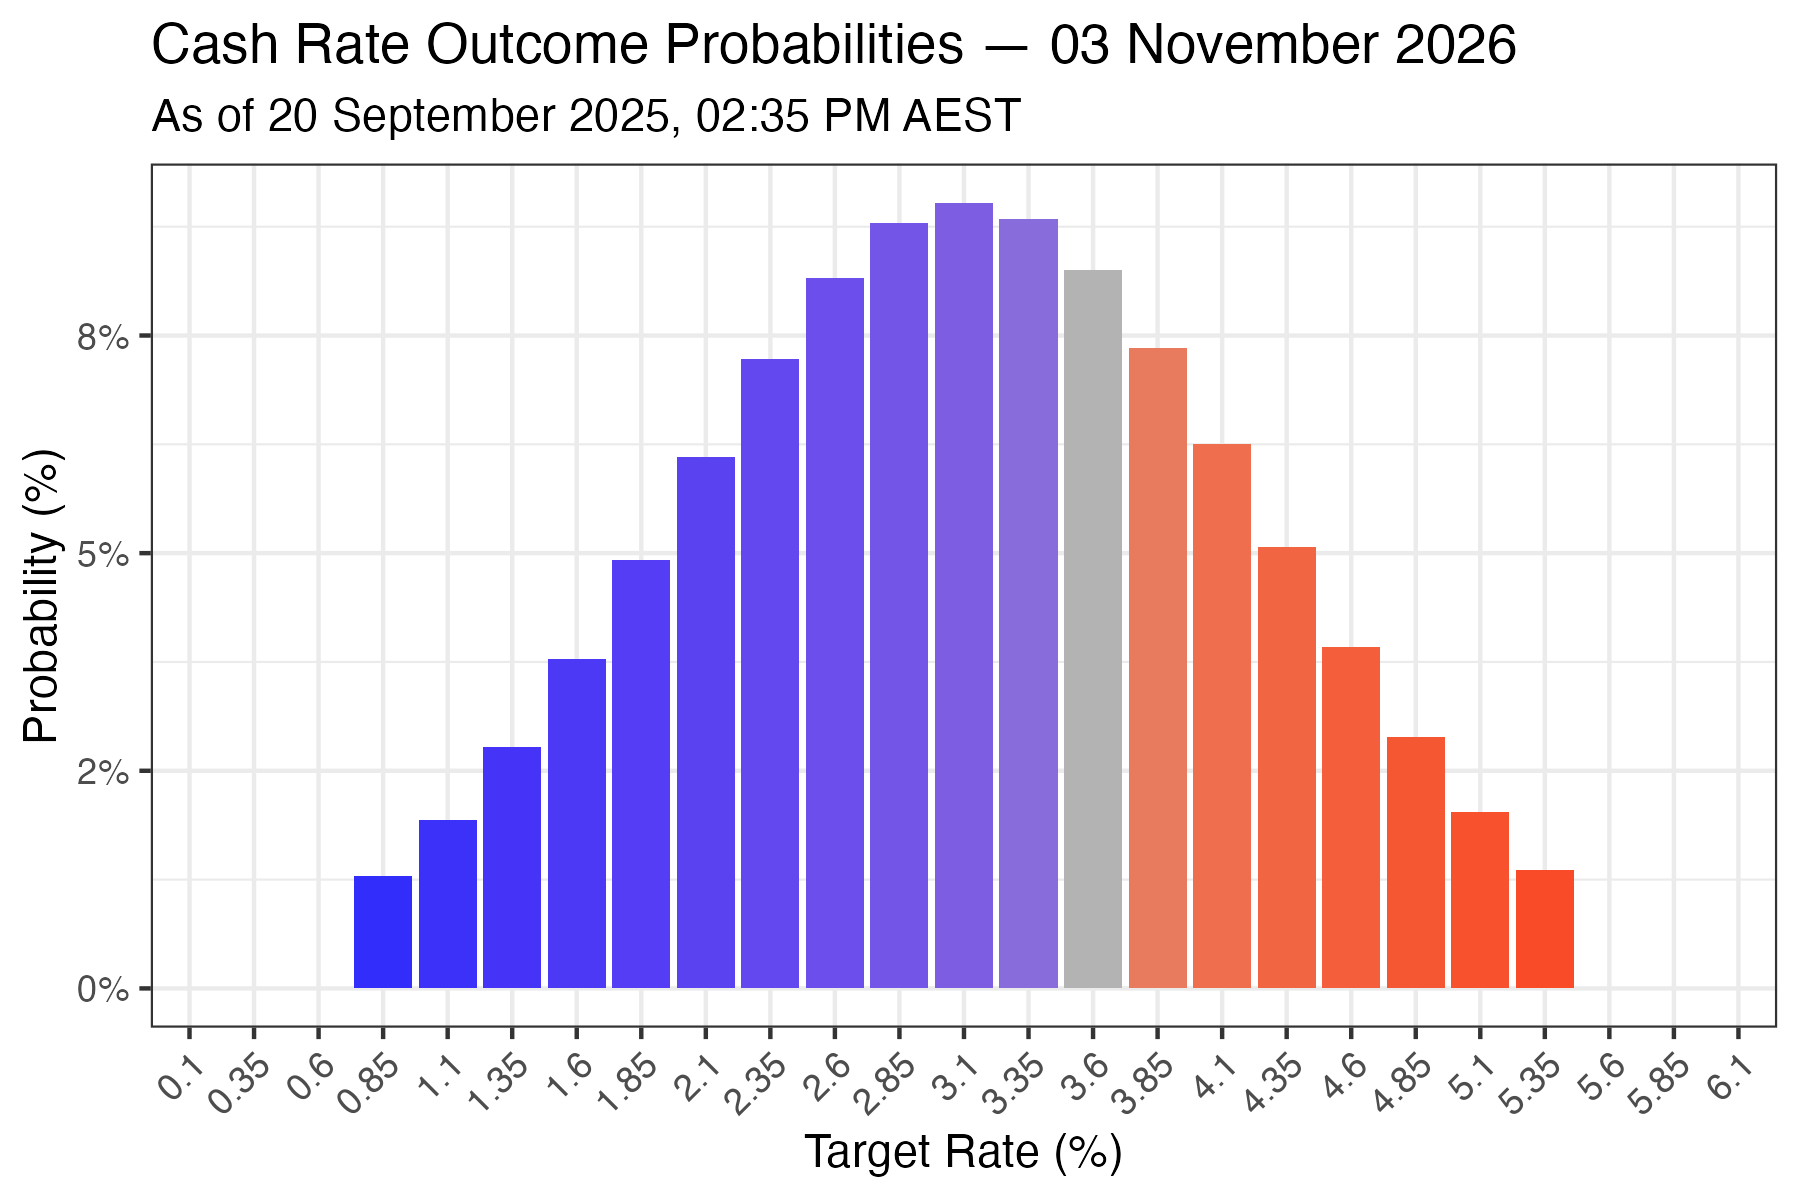 Cash Rate Outcome Probabilities — 03 November 2026
As of 20 September 2025, 02:35 PM AEST
Probability (%)
8%
5%
2%
0%
0.1 0.35 0.6 0.85 1.1 1.35 1.6 1.85 2.1 2.35 2.6 2.85 3.1 3.35 3.6 3.85 4.1 4.35 4.6 4.85 5.1 5.35 5.6 5.85 6.1
Target Rate (%)